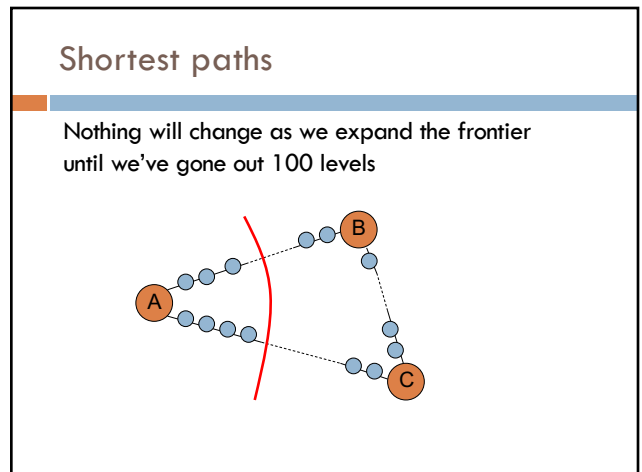 Shortest paths
Nothing will change as we expand the frontier
until we've gone out 100 levels
B
A
C